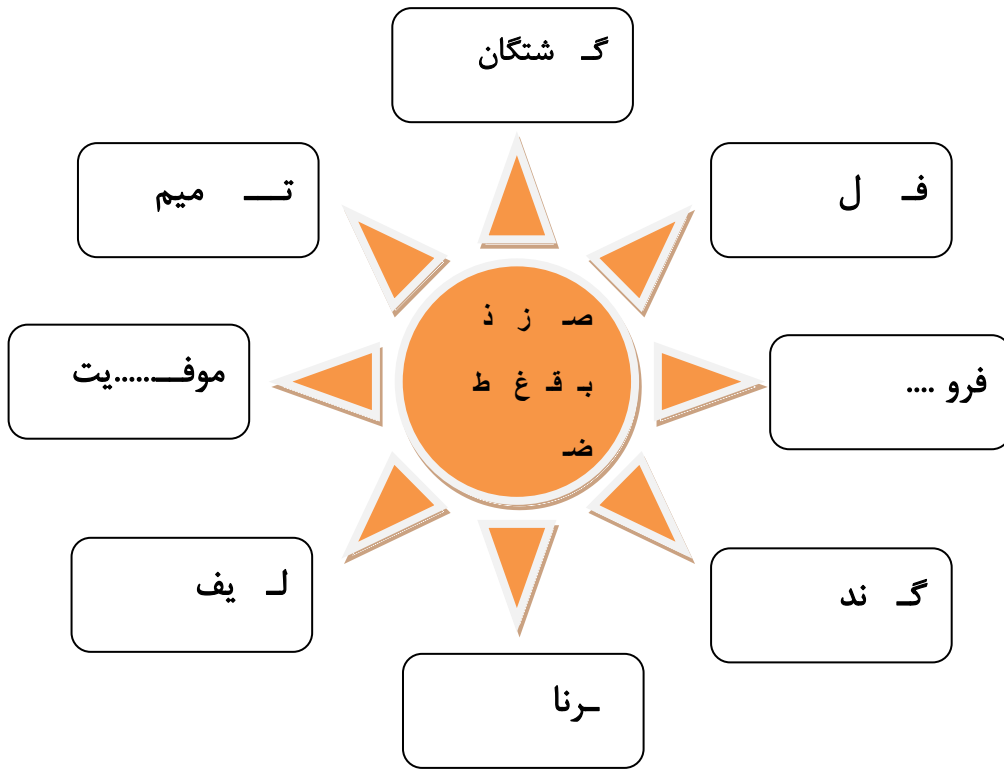 گـ شتگان
فـ ل
تـــ میم
صـ ز ذ
بـ قـ غ ط
ضـ
فرو ....
موفــ......یت
گـ ند
لـ یف
ـرنا